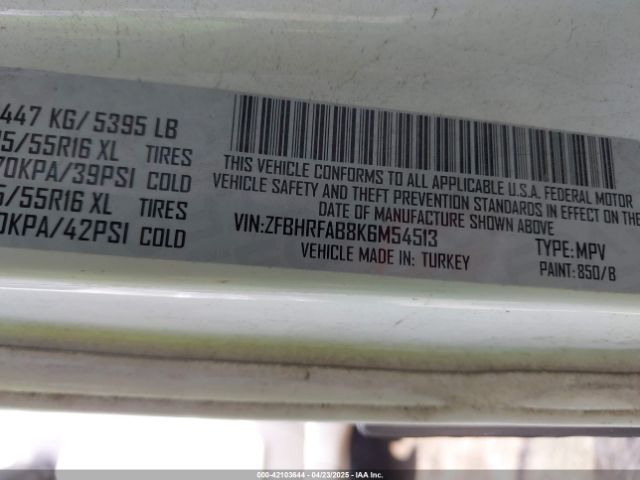 447 KG/ 5395 LB
5/55R16 XL TIRES
70KPA/39PSI COLD
5/55R16 XL TIRES
0KPA/42PSI COLD
THIS VEHICLE CONFORMS TO ALL APPLICABLE U.S.A. FEDERAL MOTOR
VEHICLE SAFETY AND THEFT PREVENTION STANDARDS IN EFFECT ON THE
DATE OF MANUFACTURE SHOWN ABOVE
VIN:ZFBHRFAB8K6M54513 TYPE:MPV
VEHICLE MADE IN: TURKEY PAINT:850/B
000-42103644 - 04/23/2025 - IAA Inc.